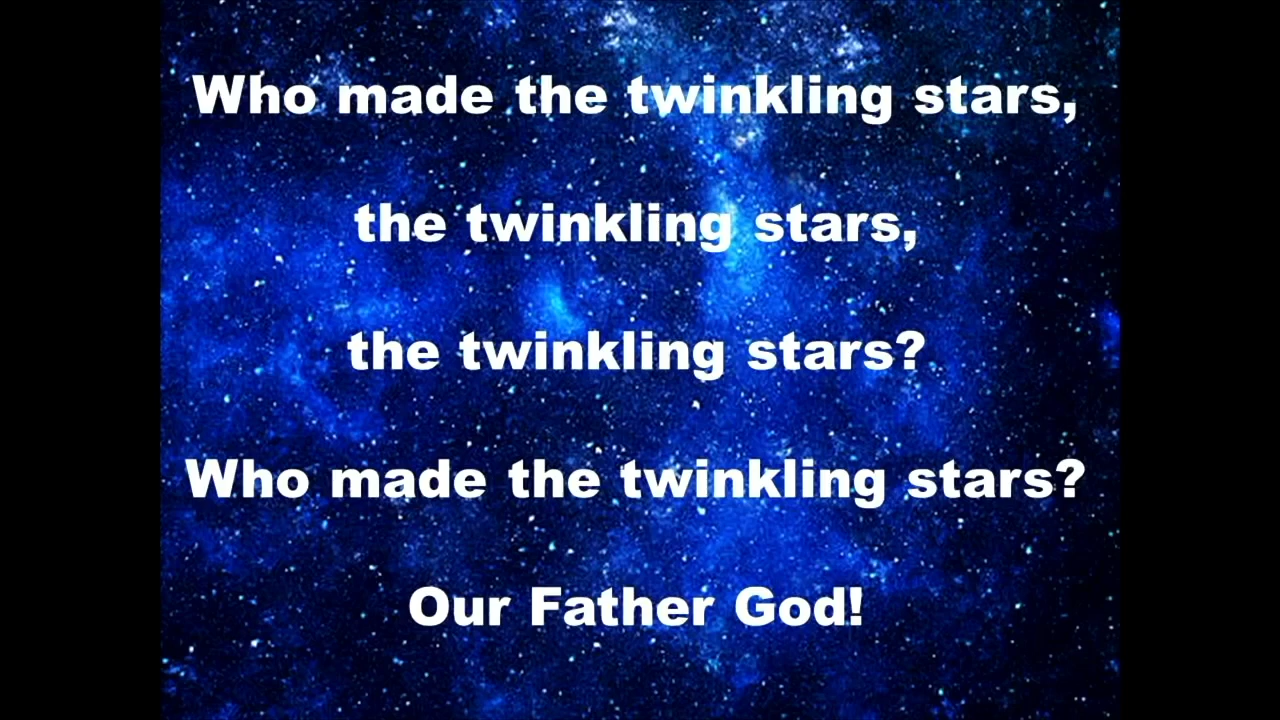 Who made the twinkling stars,
the twinkling stars,
the twinkling stars?
Who made the twinkling stars?
Our Father God!